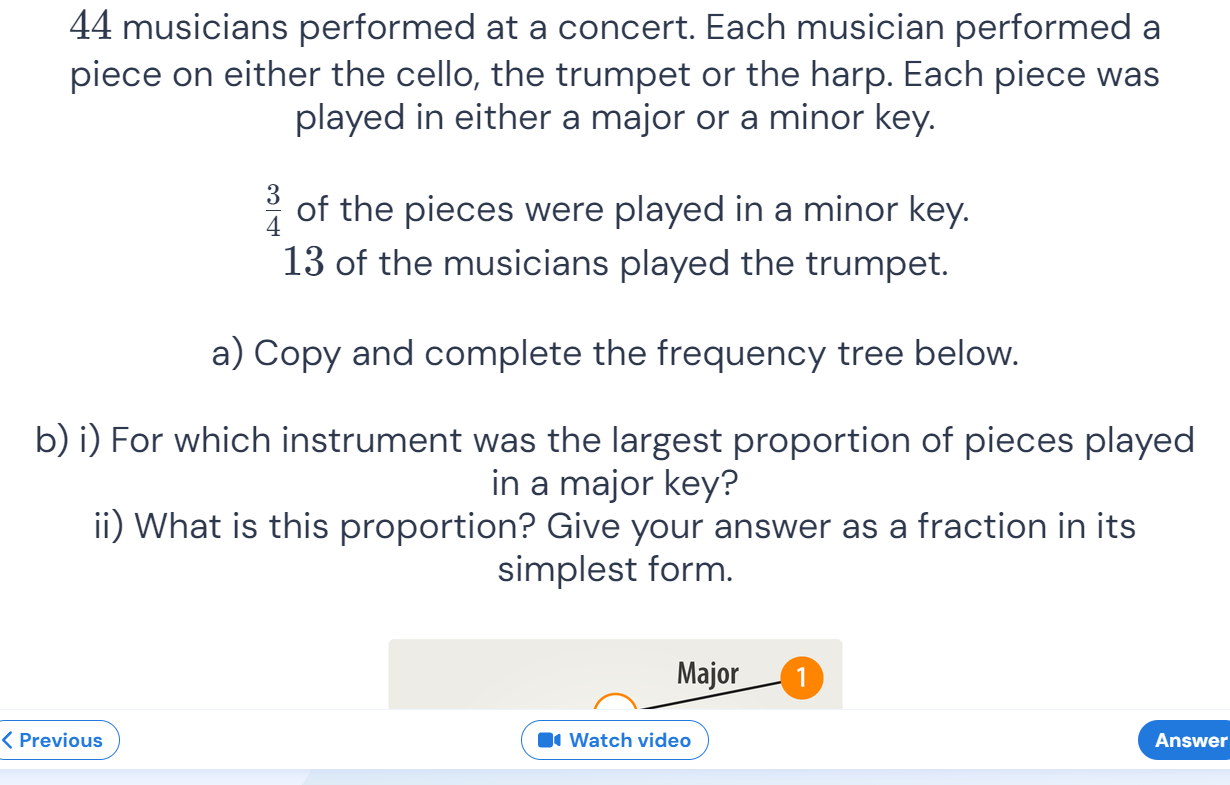 44 musicians performed at a concert. Each musician performed a
piece on either the cello, the trumpet or the harp. Each piece was
played in either a major or a minor key.
3/4 of the pieces were played in a minor key.
13 of the musicians played the trumpet.
a) Copy and complete the frequency tree below.
b) i) For which instrument was the largest proportion of pieces played
in a major key?
ii) What is this proportion? Give your answer as a fraction in its
simplest form.
Major 1
< Previous
Watch video
Answer